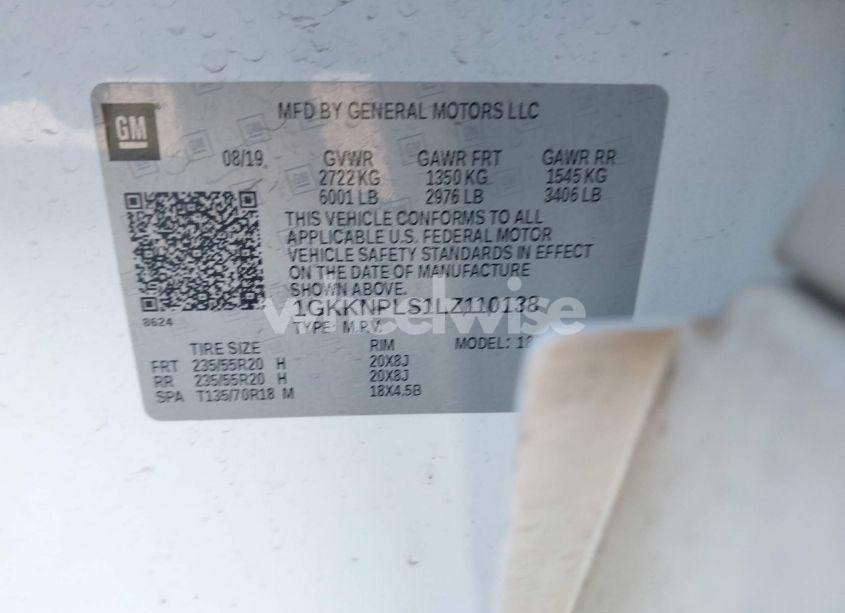 GM
MFD BY GENERAL MOTORS LLC
08/19 GVWR GAWR FRT GAWR RR
2722 KG 1350 KG 1545 KG
6001 LB 2976 LB 3406 LB
THIS VEHICLE CONFORMS TO ALL
APPLICABLE U.S. FEDERAL MOTOR
VEHICLE SAFETY STANDARDS IN EFFECT
ON THE DATE OF MANUFACTURE
SHOWN ABOVE.
1GKKNPLS1LZ110138
8624
TYPE: M.P.V.
TIRE SIZE RIM MODEL:
FRT 235/55R20 H 20X8J
RR 235/55R20 H 20X8J
SPA T135/70R18 M 18X4.5B